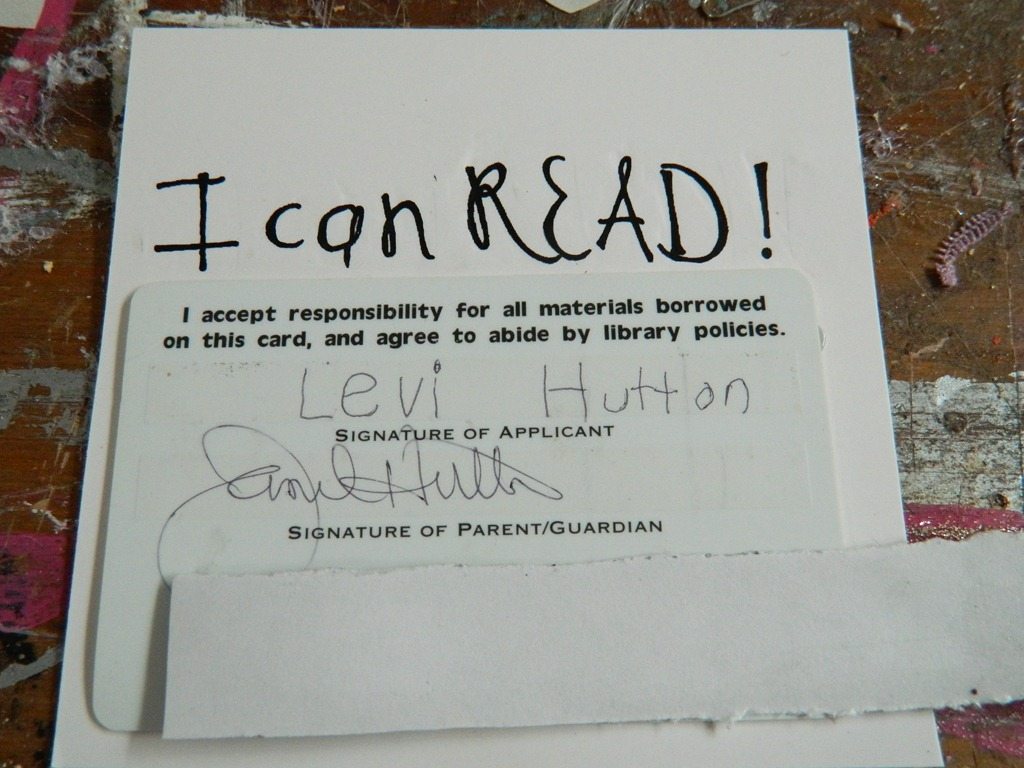 I can READ!
I accept responsibility for all materials borrowed
on this card, and agree to abide by library policies.
Levi Hutton
SIGNATURE OF APPLICANT
Hutton
SIGNATURE OF PARENT/GUARDIAN